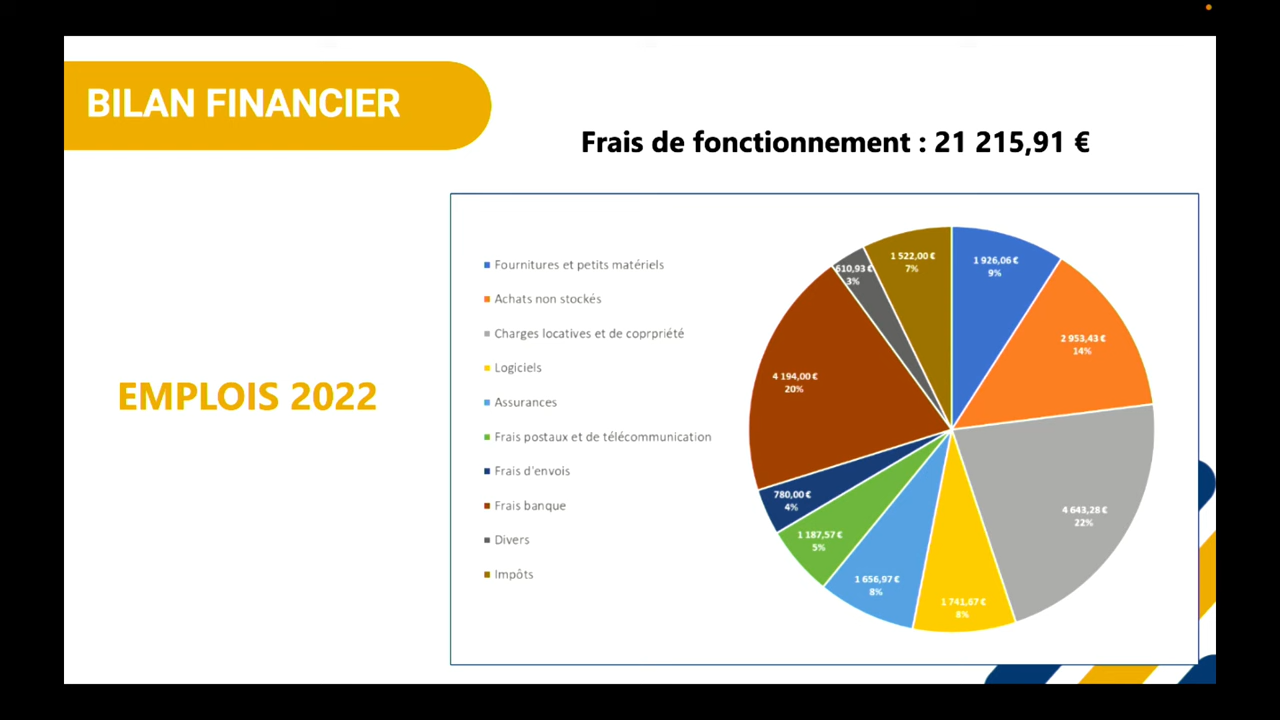 BILAN FINANCIER
Frais de fonctionnement : 21 215,91 €
EMPLOIS 2022
Fournitures et petits matériels
Achats non stockés
Charges locatives et de coprpriété
Logiciels
Assurances
Frais postaux et de télécommunication
Frais d'envois
Frais banque
Divers
Impôts
1 926,06 €
9%
2 953,43 €
14%
4 643,28 €
22%
1 741,67 €
8%
1 656,97 €
8%
1 187,57 €
5%
780,00 €
4%
4 194,00 €
20%
610,93 €
3%
1 522,00 €
7%